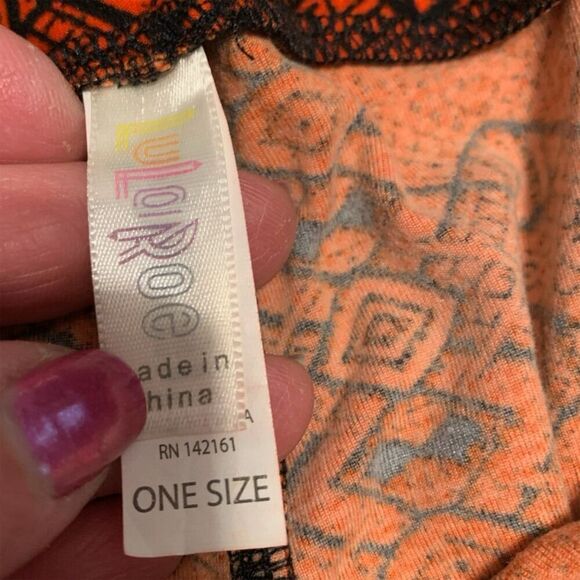 LuLaRoe
ade in
hina
A
RN 142161
ONE SIZE